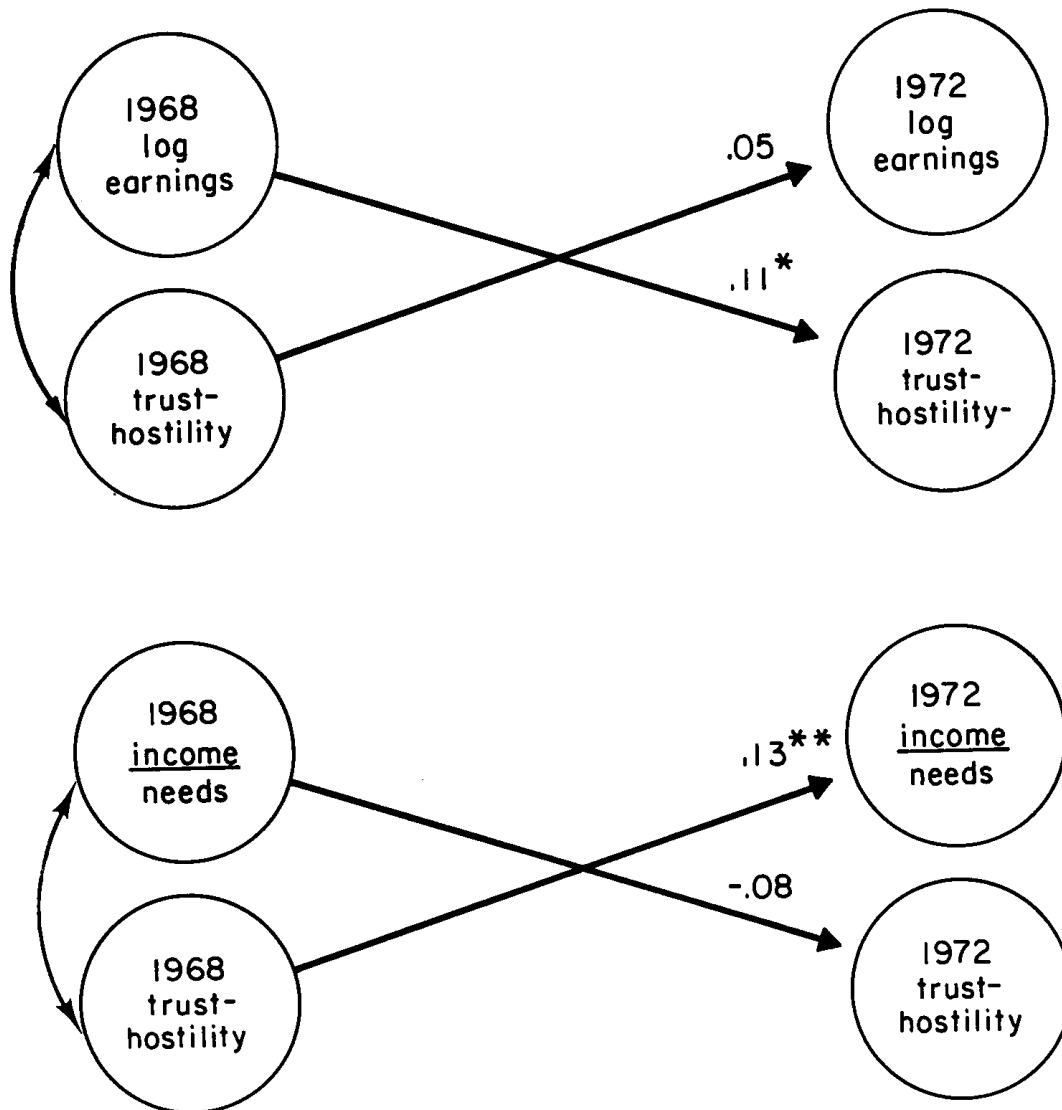 1968
log
earnings
1972
log
earnings
.05
.11*
1968
trust-
hostility
1972
trust-
hostility-
1968
income
needs
1972
income
needs
.13**
-.08
1968
trust-
hostility
1972
trust-
hostility